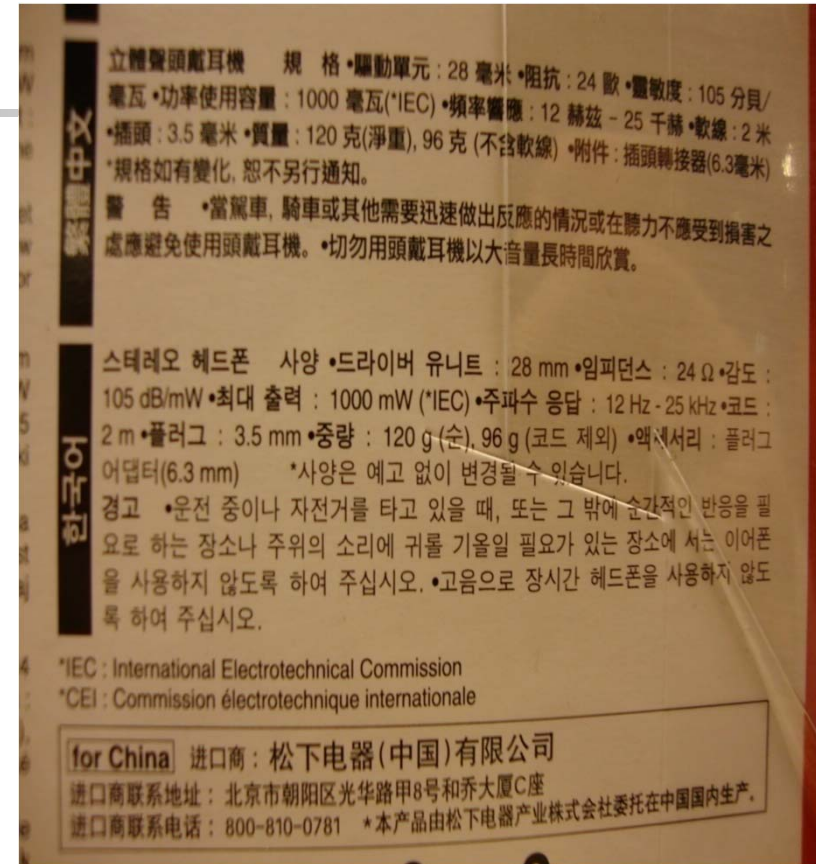 繁體中文
立體聲頭戴耳機 規 格 •驅動單元 : 28 毫米 •阻抗 : 24 歐 •靈敏度 : 105 分貝/
毫瓦 •功率使用容量 : 1000 毫瓦(*IEC) •頻率響應 : 12 赫兹 - 25 千赫 •軟線 : 2 米
•插頭 : 3.5 毫米 •質量 : 120 克(淨重), 96 克 (不含軟線) •附件 : 插頭轉接器(6.3毫米)
*規格如有變化, 恕不另行通知。
警 告 •當駕車, 騎車或其他需要迅速做出反應的情況或在聽力不應受到損害之
處應避免使用頭戴耳機。•切勿用頭戴耳機以大音量長時間欣賞。
한국어
스테레오 헤드폰 사양 •드라이버 유니트 : 28 mm •임피던스 : 24 Ω •감도 :
105 dB/mW •최대 출력 : 1000 mW (*IEC) •주파수 응답 : 12 Hz - 25 kHz •코드 :
2 m •플러그 : 3.5 mm •중량 : 120 g (순), 96 g (코드 제외) •액세서리 : 플러그
어댑터(6.3 mm) *사양은 예고 없이 변경될 수 있습니다.
경고 •운전 중이나 자전거를 타고 있을 때, 또는 그 밖에 순간적인 반응을 필
요로 하는 장소나 주위의 소리에 귀를 기울일 필요가 있는 장소에서는 이어폰
을 사용하지 않도록 하여 주십시오. •고음으로 장시간 헤드폰을 사용하지 않도
록 하여 주십시오.
*IEC : International Electrotechnical Commission
*CEI : Commission électrotechnique internationale
for China 进口商 : 松下电器(中国)有限公司
进口商联系地址 : 北京市朝阳区光华路甲8号和乔大厦C座
进口商联系电话 : 800-810-0781 *本产品由松下电器产业株式会社委托在中国国内生产.